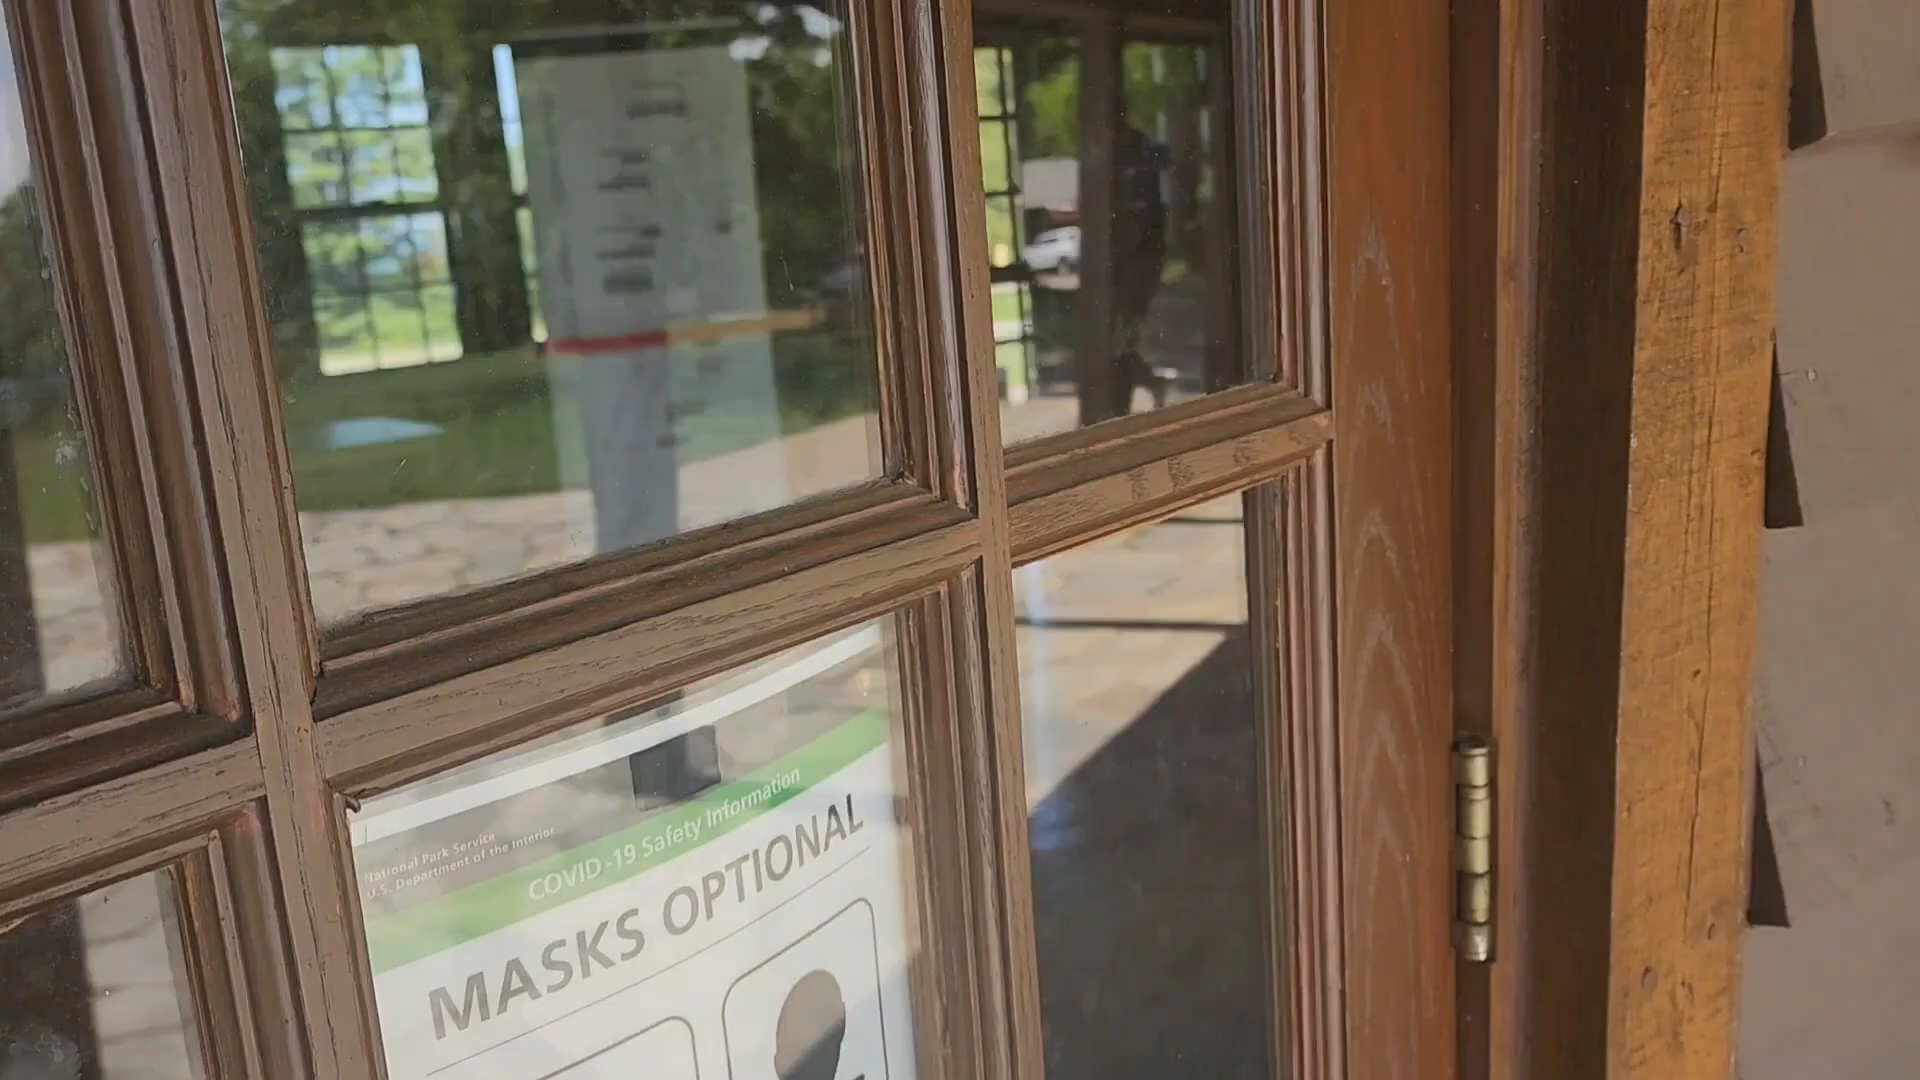 National Park Service
U.S. Department of the Interior
COVID-19 Safety Information
MASKS OPTIONAL